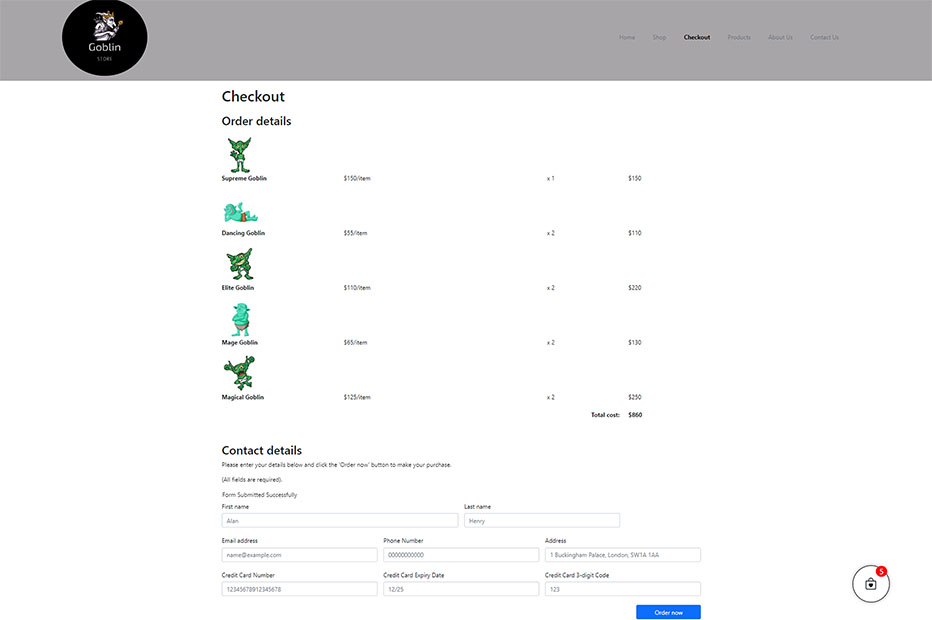 Goblin
STORE
Home Shop Checkout Products About Us Contact Us
Checkout
Order details
Supreme Goblin $150/item x 1 $150
Dancing Goblin $55/item x 2 $110
Elite Goblin $110/item x 2 $220
Mage Goblin $65/item x 2 $130
Magical Goblin $125/item x 2 $250
Total cost: $860
Contact details
Please enter your details below and click the 'Order now' button to make your purchase.
(All fields are required).
Form Submitted Successfully
First name Last name
Alan Henry
Email address Phone Number Address
name@example.com 00000000000 1 Buckingham Palace, London, SW1A 1AA
Credit Card Number Credit Card Expiry Date Credit Card 3-digit Code
12345678912345678 12/25 123
5
Order now